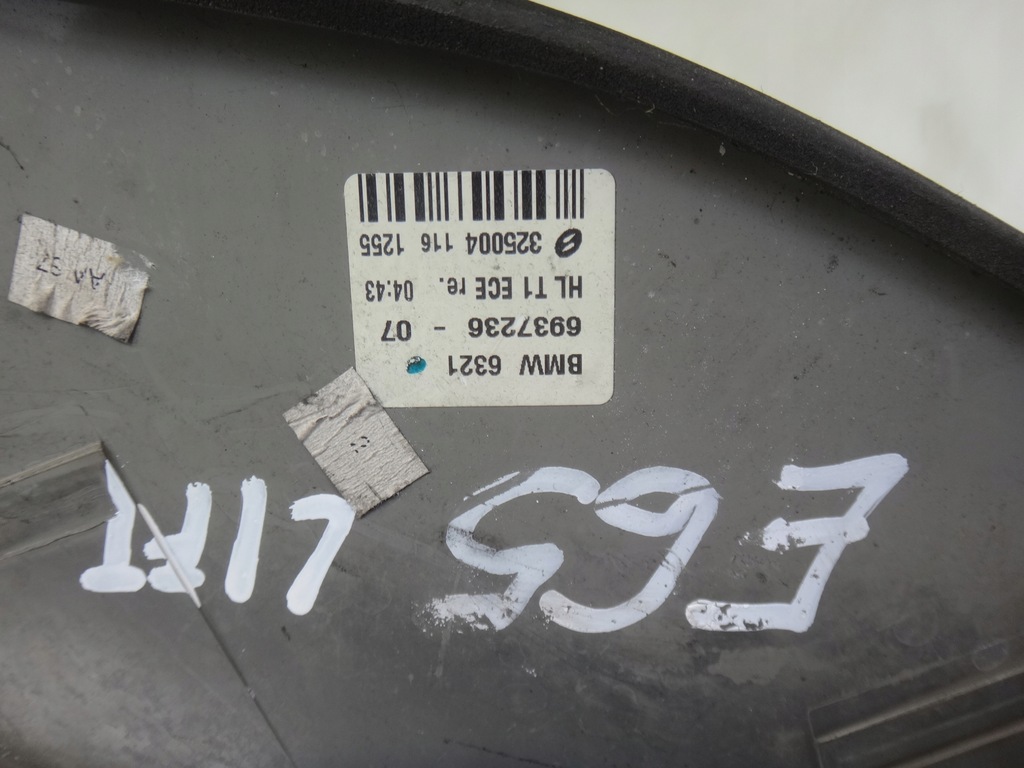 BMW 6321
6937236 - 07
HL T1 ECE re. 04:43
325004 116 1255
E65 LIFT